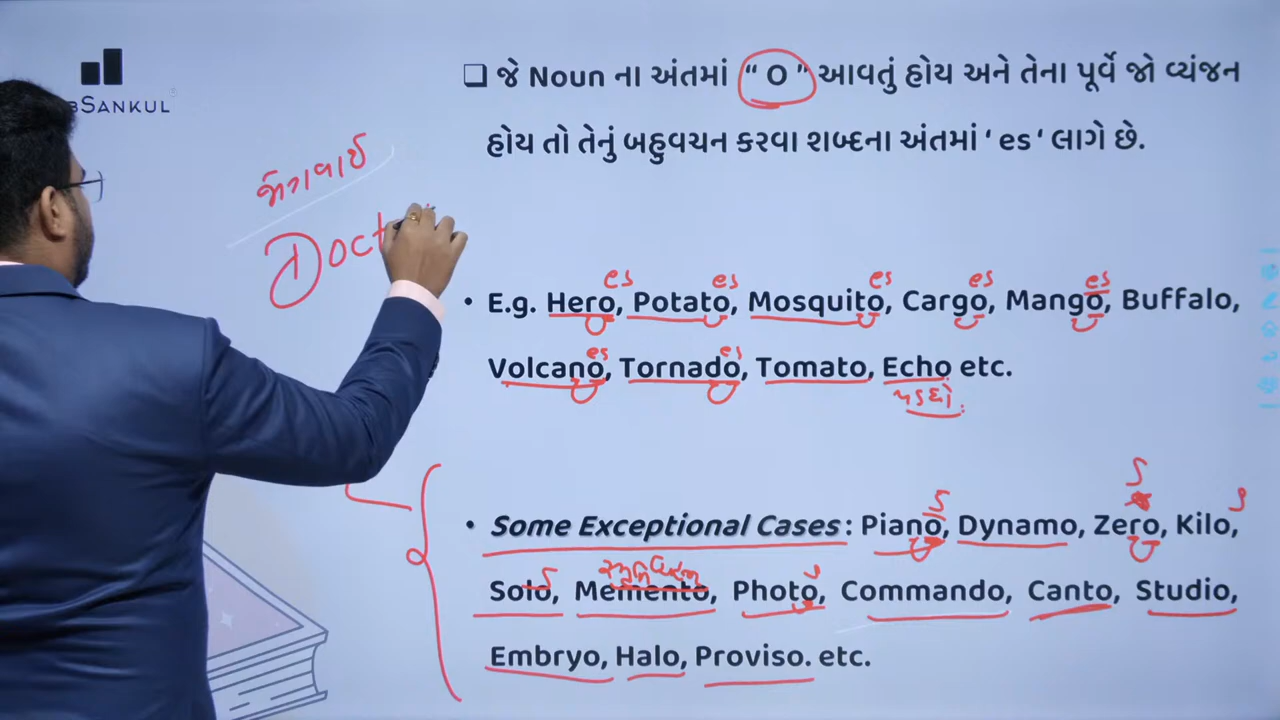 SANKUL
❑ જે Noun ના અંતમાં “ O ” આવતું હોય અને તેના પૂર્વે જો વ્યંજન
હોય તો તેનું બહુવચન કરવા શબ્દના અંતમાં ‘ es ‘ લાગે છે.
જોગવાઈ
Doct
es es es es es
• E.g. Hero, Potato, Mosquito, Cargo, Mango, Buffalo,
es es
Volcano, Tornado, Tomato, Echo etc.
પડઘો
s s s
• Some Exceptional Cases : Piano, Dynamo, Zero, Kilo,
s સ્મૃતિચિહ્ન s
Soto, Memento, Photo, Commando, Canto, Studio,
Embryo, Halo, Proviso. etc.